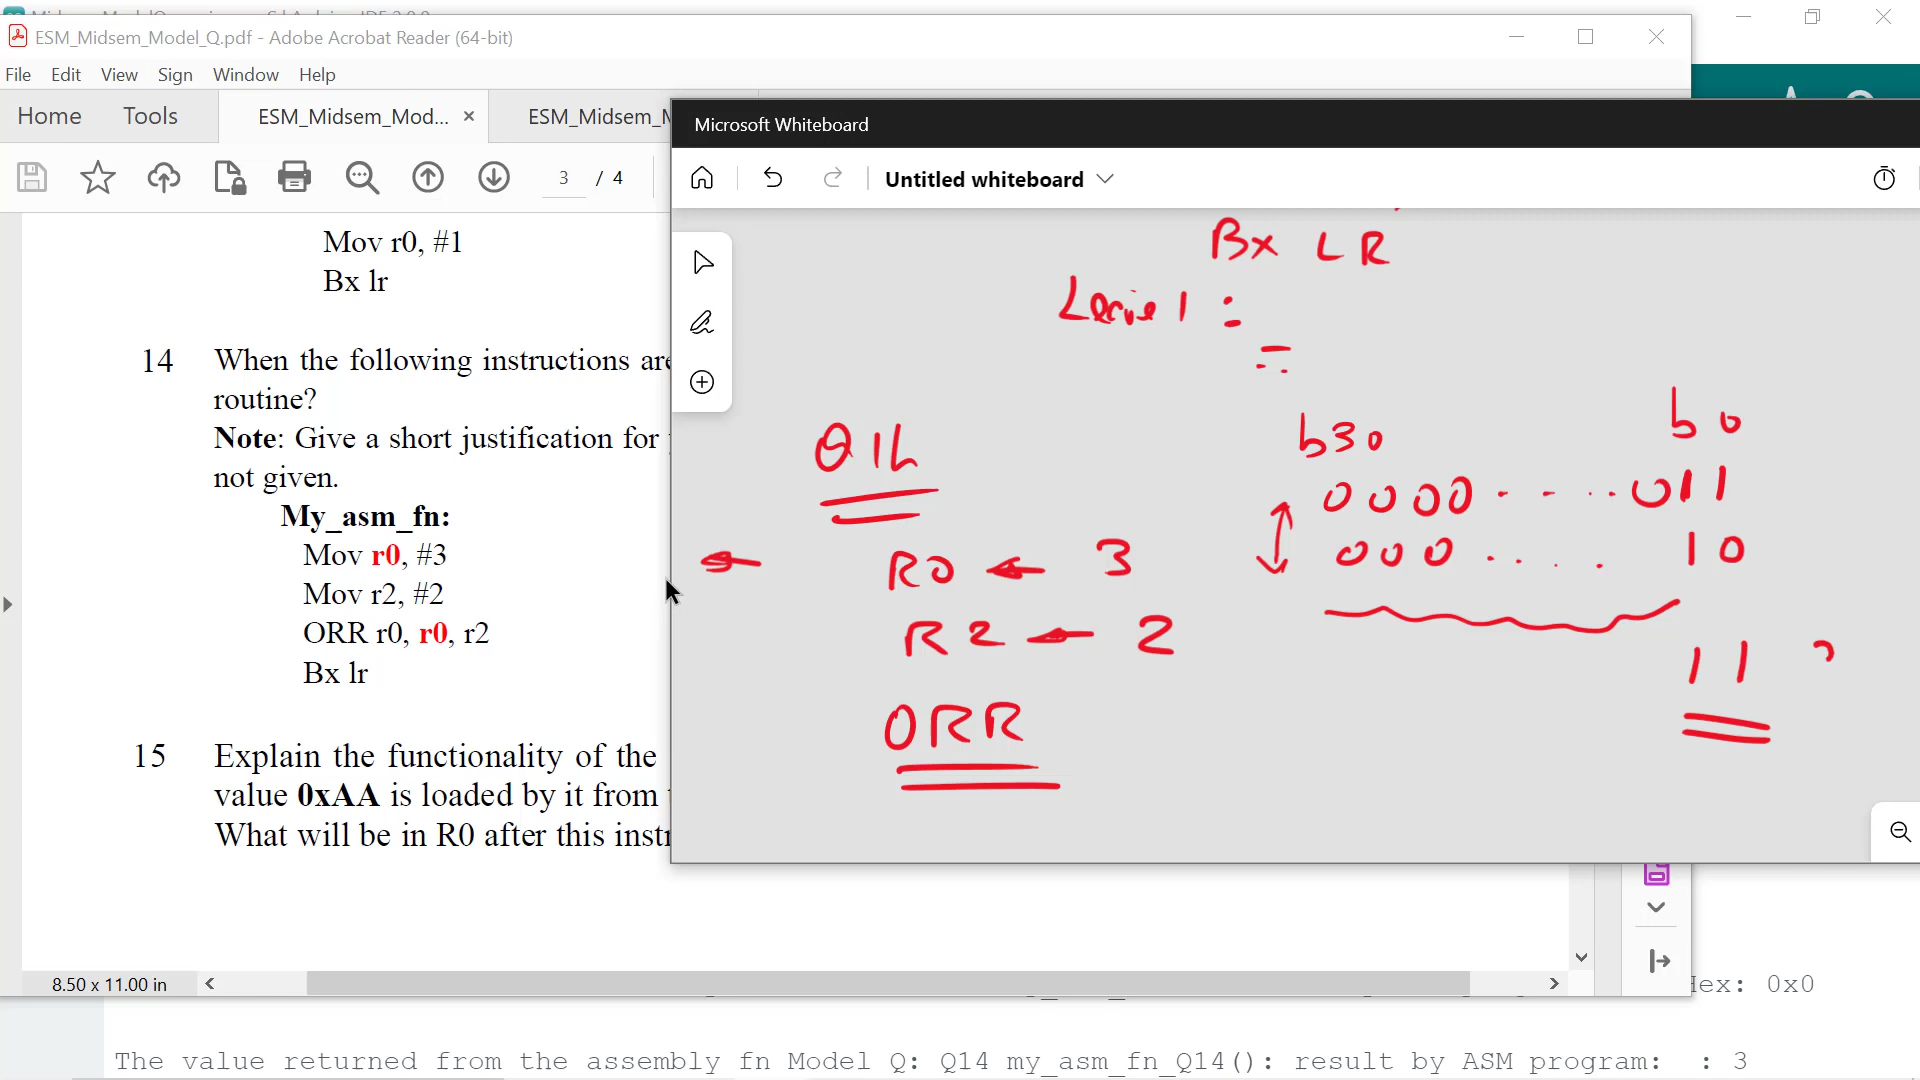 ESM_Midsem_Model_Q.pdf - Adobe Acrobat Reader (64-bit)
File Edit View Sign Window Help
Home Tools ESM_Midsem_Mod... × ESM_Midsem_M
3 / 4
Microsoft Whiteboard
Untitled whiteboard
Mov r0, #1
Bx lr
14 When the following instructions are
routine?
Note: Give a short justification for
not given.
My_asm_fn:
Mov r0, #3
Mov r2, #2
ORR r0, r0, r2
Bx lr
15 Explain the functionality of the
value 0xAA is loaded by it from
What will be in R0 after this inst
8.50 x 11.00 in
Bx LR
b30 b0
0000 . . . . 011
000 . . . . 10
11
R0 ← 3
R2 ← 2
ORR
Hex: 0x0
The value returned from the assembly fn Model Q: Q14 my_asm_fn_Q14(): result by ASM program: : 3